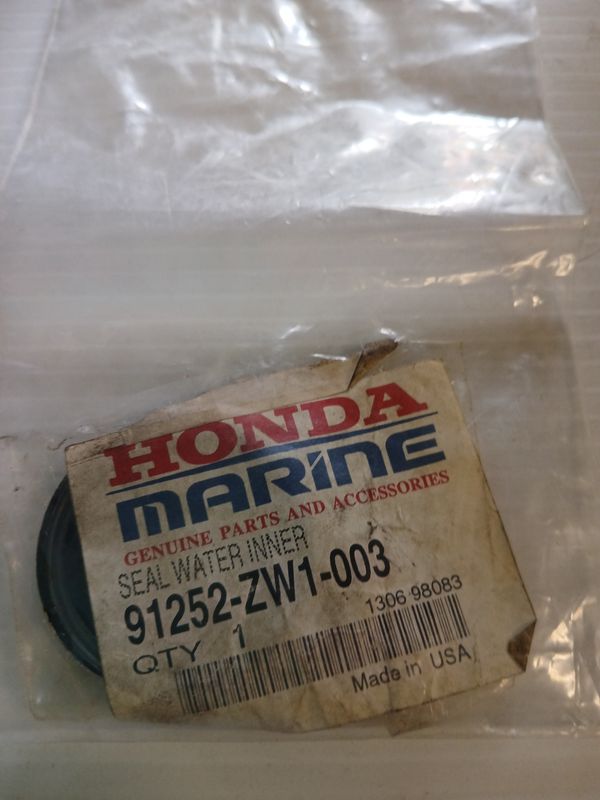 HONDA
MARINE
GENUINE PARTS AND ACCESSORIES
SEAL WATER INNER
91252-ZW1-003
1306 98083
QTY 1
Made in USA